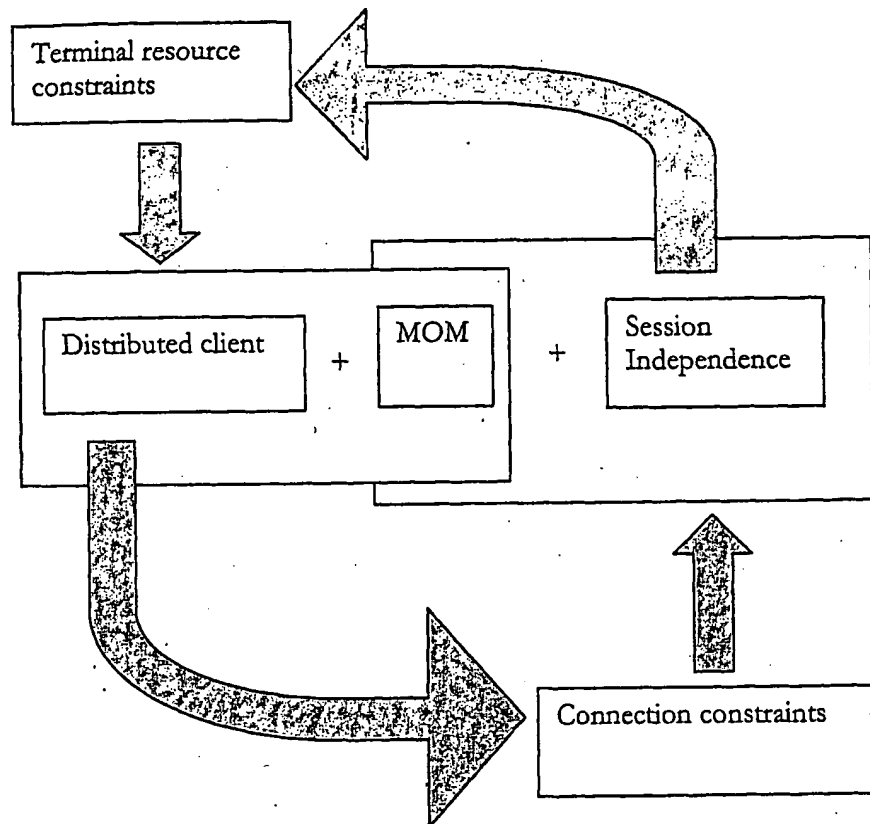 Terminal resource
constraints
Distributed client
+
MOM
+
Session
Independence
Connection constraints